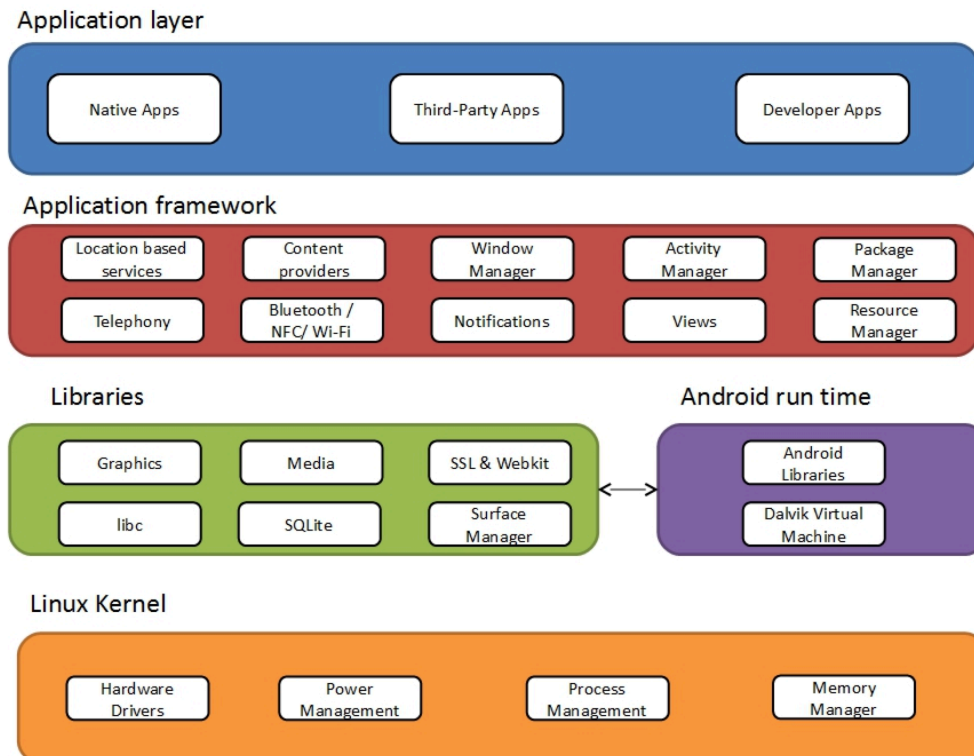 Application layer
Native Apps
Third-Party Apps
Developer Apps
Application framework
Location based
services
Content
providers
Window
Manager
Activity
Manager
Package
Manager
Telephony
Bluetooth /
NFC/ Wi-Fi
Notifications
Views
Resource
Manager
Libraries
Android run time
Graphics
Media
SSL & Webkit
Android
Libraries
libc
SQLite
Surface
Manager
Dalvik Virtual
Machine
Linux Kernel
Hardware
Drivers
Power
Management
Process
Management
Memory
Manager